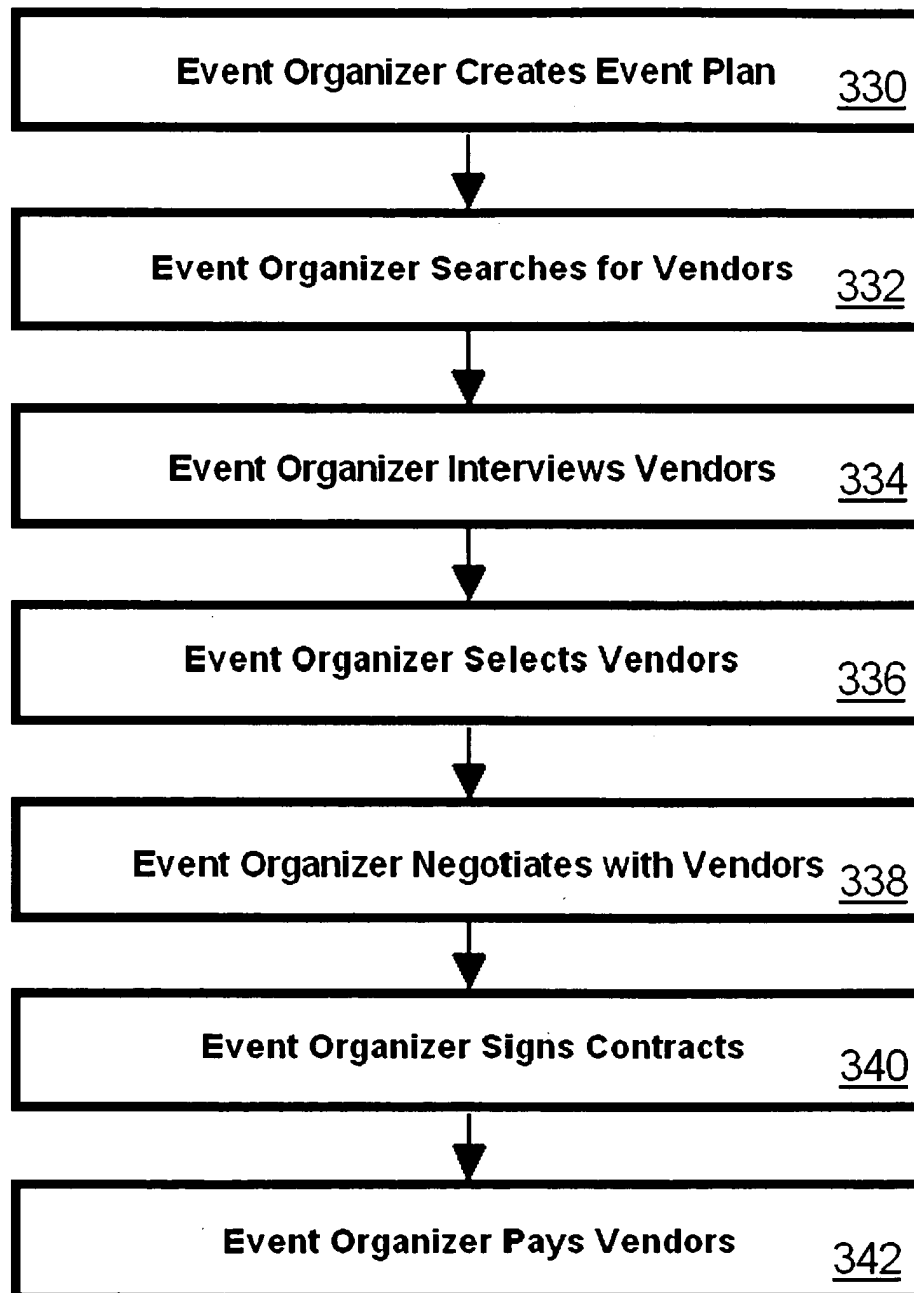 Event Organizer Creates Event Plan
330
Event Organizer Searches for Vendors
332
Event Organizer Interviews Vendors
334
Event Organizer Selects Vendors
336
Event Organizer Negotiates with Vendors
338
Event Organizer Signs Contracts
340
Event Organizer Pays Vendors
342